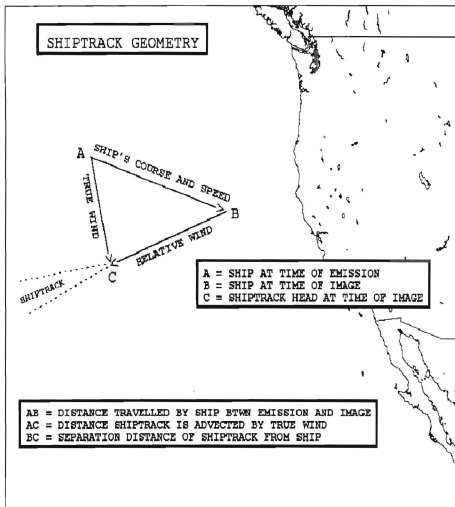 SHIPTRACK GEOMETRY
A
SHIP'S COURSE AND SPEED
B
TRUE WIND
RELATIVE WIND
C
SHIPTRACK
A = SHIP AT TIME OF EMISSION
B = SHIP AT TIME OF IMAGE
C = SHIPTRACK HEAD AT TIME OF IMAGE
AB = DISTANCE TRAVELLED BY SHIP BTWN EMISSION AND IMAGE
AC = DISTANCE SHIPTRACK IS ADVECTED BY TRUE WIND
BC = SEPARATION DISTANCE OF SHIPTRACK FROM SHIP